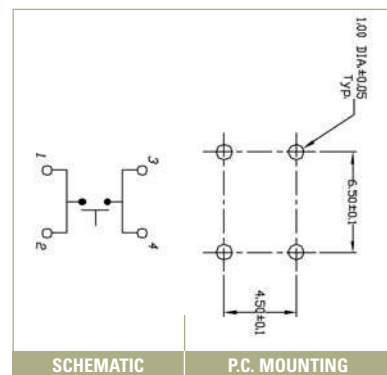 1.00 DIA.±0.05
Typ.
6.50±0.1
4.50±0.1
1
3
2
4
SCHEMATIC
P.C. MOUNTING